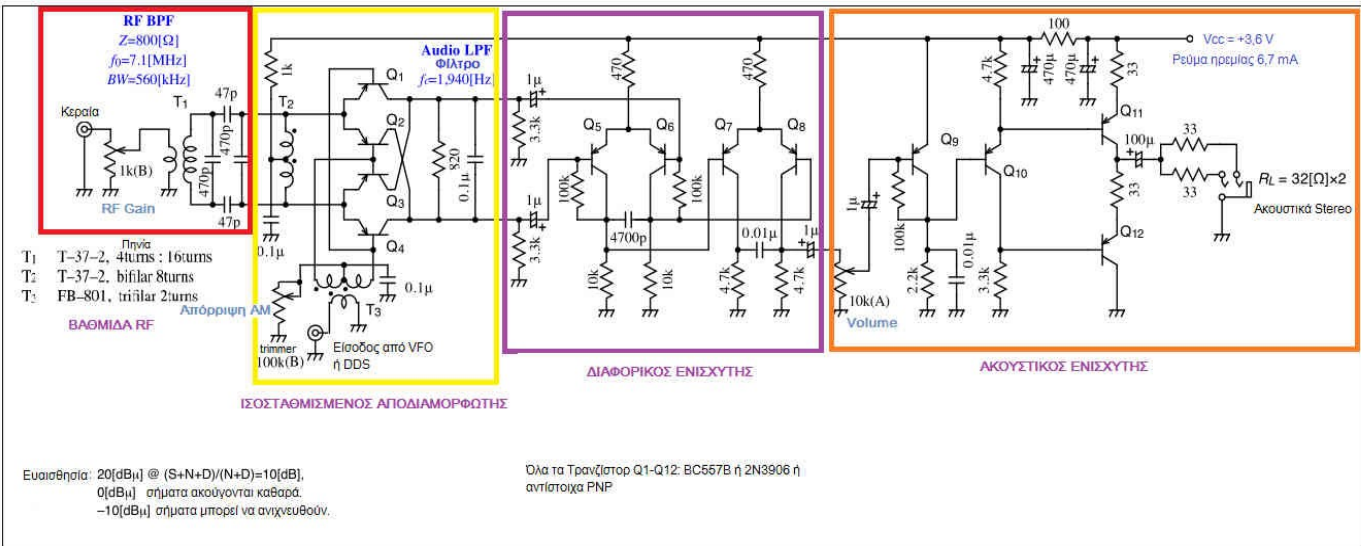 RF BPF
Z=800[Ω]
f0=7.1[MHz]
BW=560[kHz]
Κεραία
1k(B)
RF Gain
T1
47p
470p
470p
47p
T2
1k
0.1μ
Audio LPF
Φίλτρο
fc=1,940[Hz]
Q1
Q2
Q3
Q4
820
0.1μ
0.1μ
T3
Απόρριψη AM
trimmer
100k(B)
Είσοδος από VFO
ή DDS
Πηνία
T1 T–37–2, 4turns : 16turns
T2 T–37–2, bifilar 8turns
T3 FB–801, trifilar 2turns
ΒΑΘΜΙΔΑ RF
ΙΣΟΣΤΑΘΜΙΣΜΕΝΟΣ ΑΠΟΔΙΑΜΟΡΦΩΤΗΣ
1μ
+
3.3k
1μ
+
3.3k
470
470
Q5
Q6
Q7
Q8
100k
100k
4700p
10k
10k
0.01μ
4.7k
4.7k
1μ
+
ΔΙΑΦΟΡΙΚΟΣ ΕΝΙΣΧΥΤΗΣ
10k(A)
Volume
1μ
+
Q9
100k
2.2k
0.01μ
4.7k
Q10
3.3k
100
470μ
+
470μ
+
33
Vcc = +3,6 V
Ρεύμα ηρεμίας 6,7 mA
Q11
100μ
+
33
Q12
33
33
RL = 32[Ω]×2
Ακουστικά Stereo
ΑΚΟΥΣΤΙΚΟΣ ΕΝΙΣΧΥΤΗΣ
Ευαισθησία: 20[dBμ] @ (S+N+D)/(N+D)=10[dB],
0[dBμ] σήματα ακούγονται καθαρά.
–10[dBμ] σήματα μπορεί να ανιχνευθούν.
Όλα τα Τρανζίστορ Q1-Q12: BC557B ή 2N3906 ή
αντίστοιχα PNP